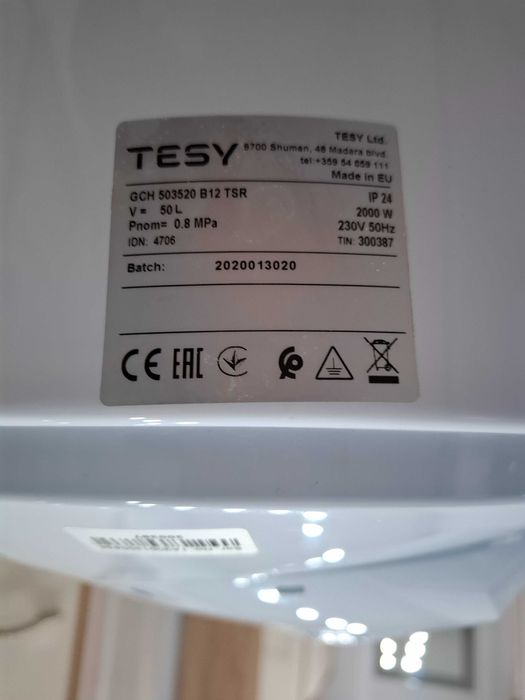 TESY
TESY Ltd.
9700 Shumen, 48 Madara blvd.
tel:+359 54 859 111
Made in EU
GCH 503520 B12 TSR
IP 24
V = 50 L
2000 W
Pnom= 0.8 MPa
230V 50Hz
IDN: 4706
TIN: 300387
Batch: 2020013020
CE EAC